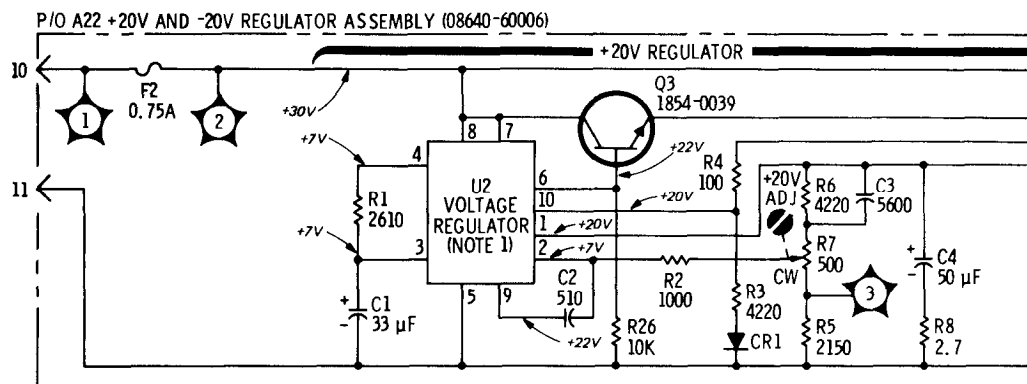 P/O A22 +20V AND -20V REGULATOR ASSEMBLY (08640-60006)
+20V REGULATOR
10
F2
0.75A
1
2
+30V
Q3
1854-0039
+7V
8
7
4
+22V
R1
2610
U2
VOLTAGE
REGULATOR
(NOTE 1)
6
10
1
2
+20V
+20V
+7V
R4
100
+20V
ADJ
R6
4220
C3
5600
11
+7V
3
R7
500
CW
C2
510
R2
1000
+
-
C4
50 µF
3
+
-
C1
33 µF
5
9
+22V
R26
10K
R3
4220
CR1
R5
2150
R8
2.7